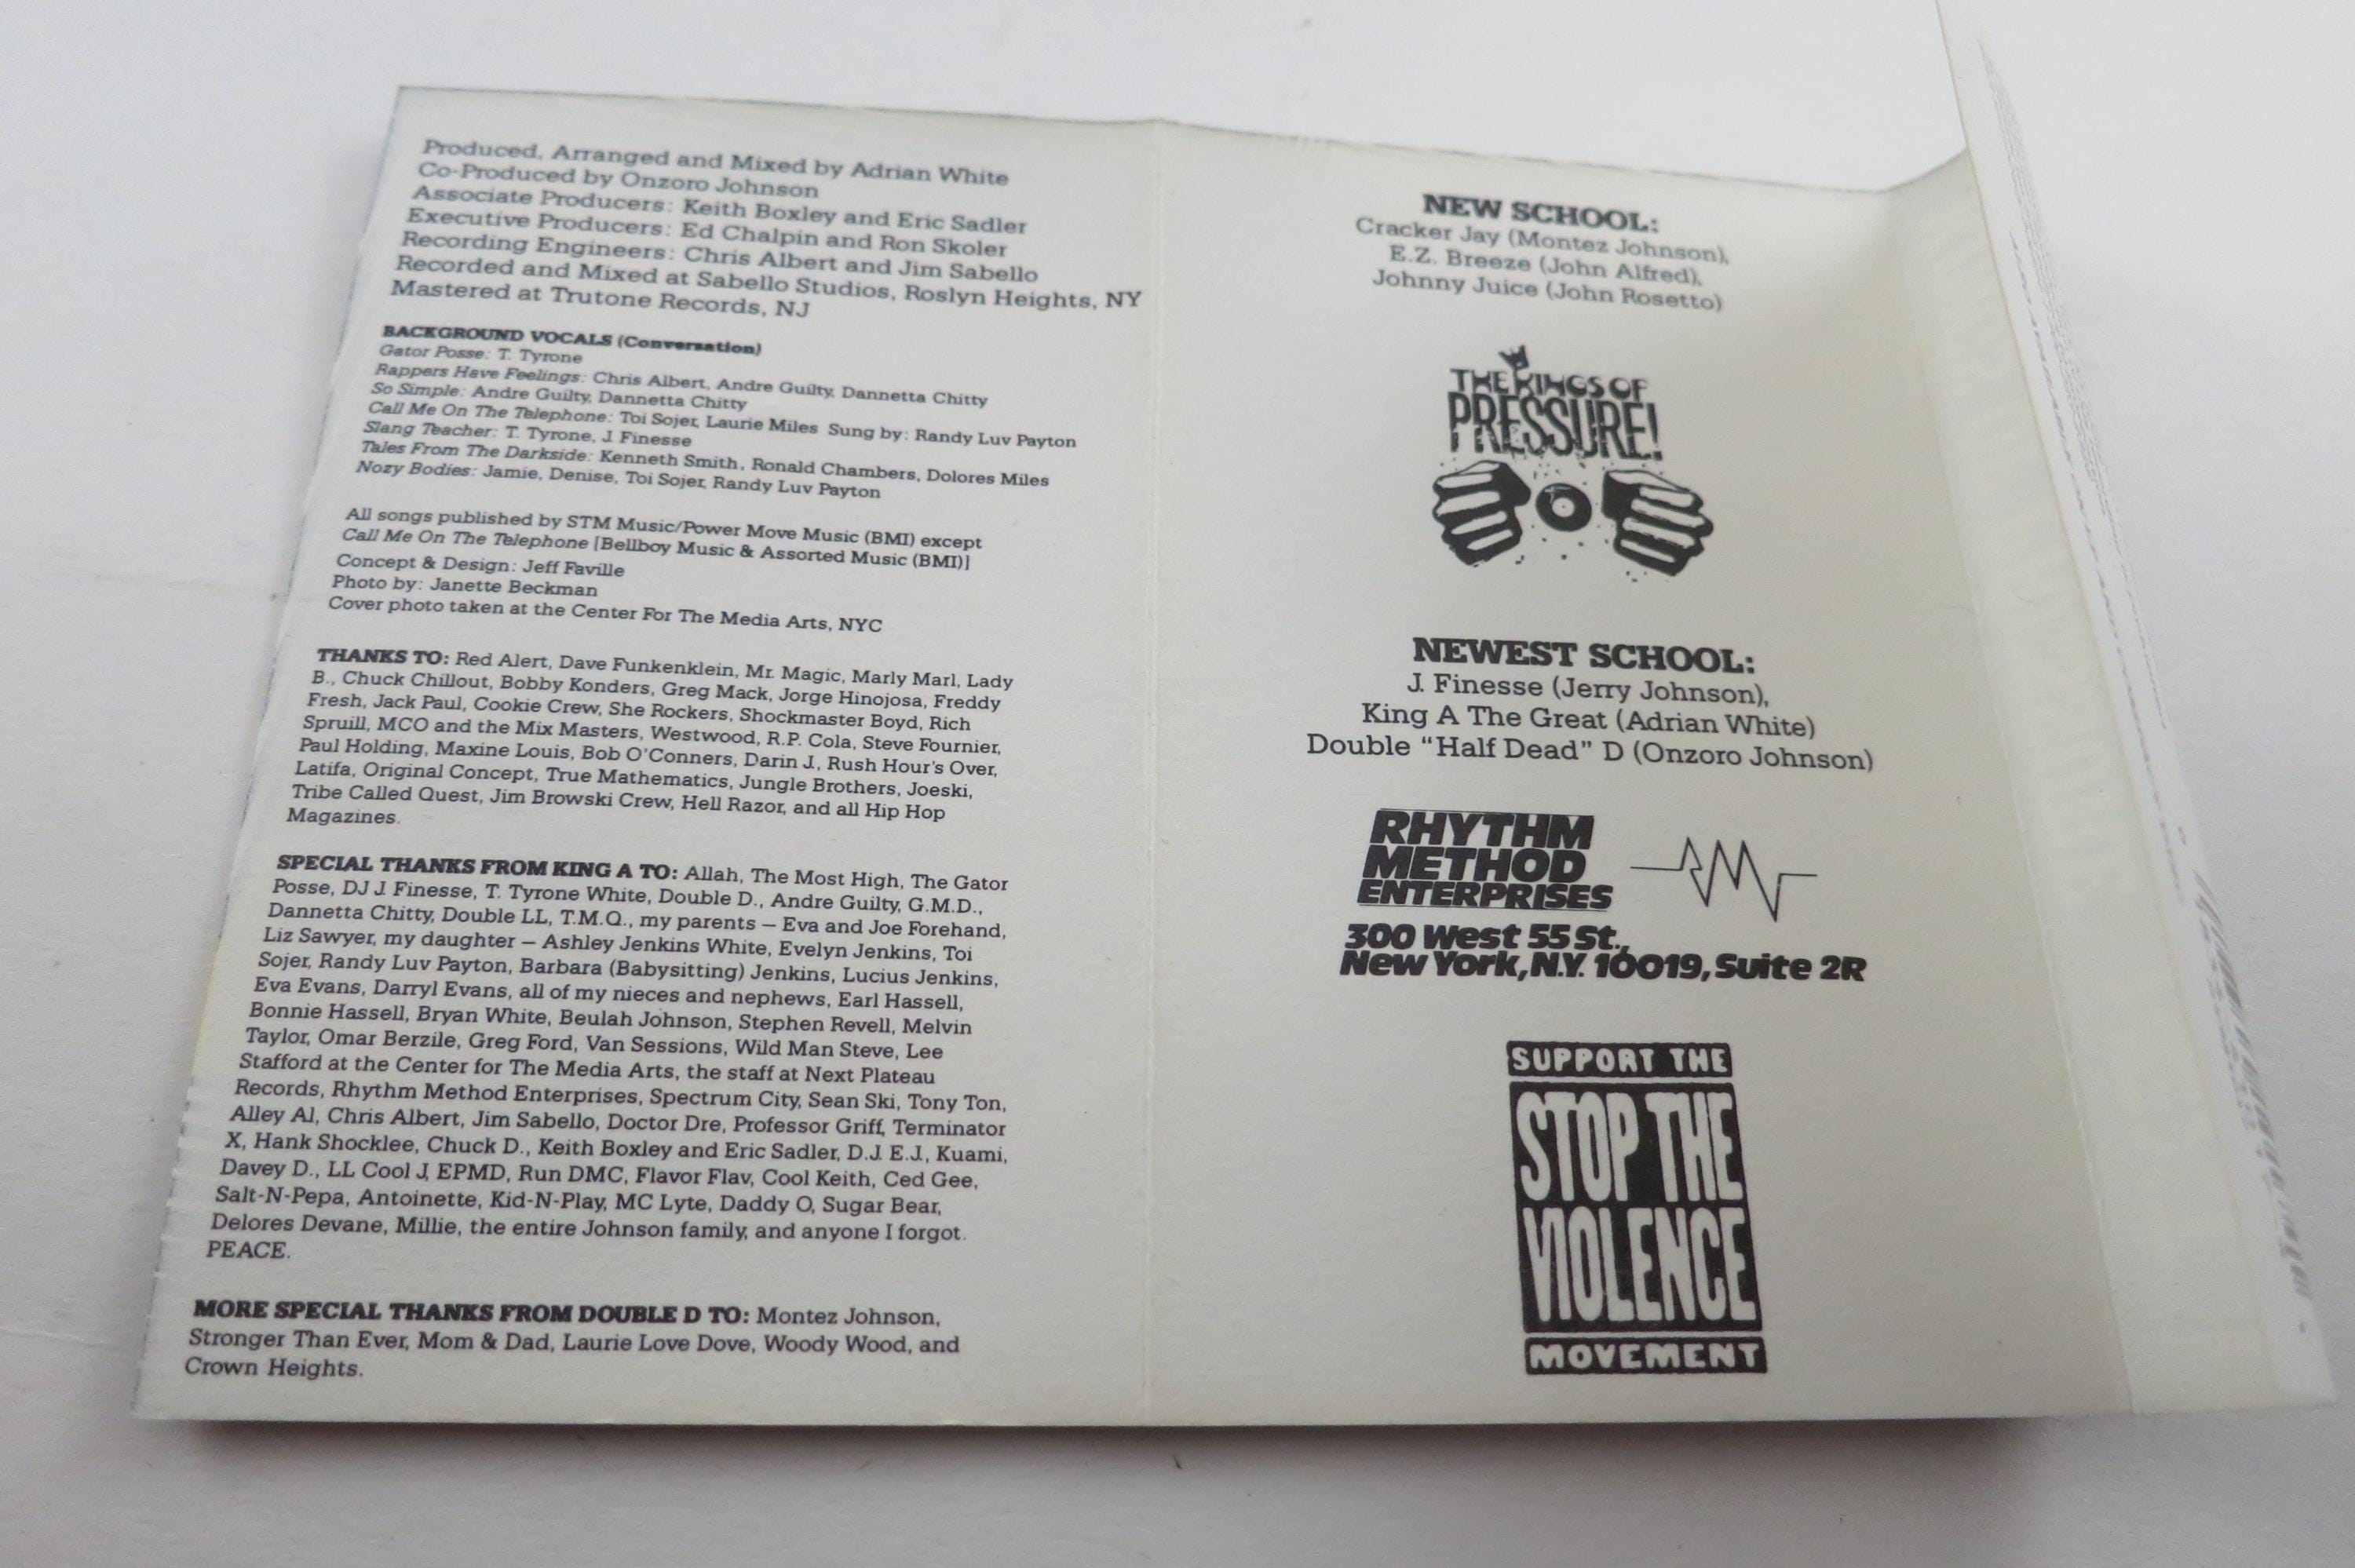 Produced, Arranged and Mixed by Adrian White
Co-Produced by Onzoro Johnson
Associate Producers: Keith Boxley and Eric Sadler
Executive Producers: Ed Chalpin and Ron Skoler
Recording Engineers: Chris Albert and Jim Sabello
Recorded and Mixed at Sabello Studios, Roslyn Heights, NY
Mastered at Trutone Records, NJ
BACKGROUND VOCALS (Conversation)
Gator Posse: T. Tyrone
Rappers Have Feelings: Chris Albert, Andre Guilty, Dannetta Chitty
So Simple: Andre Guilty, Dannetta Chitty
Call Me On The Telephone: Toi Sojer, Laurie Miles Sung by: Randy Luv Payton
Slang Teacher: T. Tyrone, J. Finesse
Tales From The Darkside: Kenneth Smith, Ronald Chambers, Dolores Miles
Nozy Bodies: Jamie, Denise, Toi Sojer, Randy Luv Payton
All songs published by STM Music/Power Move Music (BMI) except
Call Me On The Telephone [Bellboy Music & Assorted Music (BMI)]
Concept & Design: Jeff Faville
Photo by: Janette Beckman
Cover photo taken at the Center For The Media Arts, NYC
THANKS TO: Red Alert, Dave Funkenklein, Mr. Magic, Marly Marl, Lady
B., Chuck Chillout, Bobby Konders, Greg Mack, Jorge Hinojosa, Freddy
Fresh, Jack Paul, Cookie Crew, She Rockers, Shockmaster Boyd, Rich
Spruill, MCO and the Mix Masters, Westwood, R.P. Cola, Steve Fournier,
Paul Holding, Maxine Louis, Bob O'Conners, Darin J., Rush Hour's Over,
Latifa, Original Concept, True Mathematics, Jungle Brothers, Joeski,
Tribe Called Quest, Jim Browski Crew, Hell Razor, and all Hip Hop
Magazines.
SPECIAL THANKS FROM KING A TO: Allah, The Most High, The Gator
Posse, DJ J. Finesse, T. Tyrone White, Double D., Andre Guilty, G.M.D.,
Dannetta Chitty, Double LL, T.M.Q., my parents – Eva and Joe Forehand,
Liz Sawyer, my daughter – Ashley Jenkins White, Evelyn Jenkins, Toi
Sojer, Randy Luv Payton, Barbara (Babysitting) Jenkins, Lucius Jenkins,
Eva Evans, Darryl Evans, all of my nieces and nephews, Earl Hassell,
Bonnie Hassell, Bryan White, Beulah Johnson, Stephen Revell, Melvin
Taylor, Omar Berzile, Greg Ford, Van Sessions, Wild Man Steve, Lee
Stafford at the Center for The Media Arts, the staff at Next Plateau
Records, Rhythm Method Enterprises, Spectrum City, Sean Ski, Tony Ton,
Alley Al, Chris Albert, Jim Sabello, Doctor Dre, Professor Griff, Terminator
X, Hank Shocklee, Chuck D., Keith Boxley and Eric Sadler, D.J. E.J., Kuami,
Davey D., LL Cool J, EPMD, Run DMC, Flavor Flav, Cool Keith, Ced Gee,
Salt-N-Pepa, Antoinette, Kid-N-Play, MC Lyte, Daddy O, Sugar Bear,
Delores Devane, Millie, the entire Johnson family, and anyone I forgot.
PEACE.
MORE SPECIAL THANKS FROM DOUBLE D TO: Montez Johnson,
Stronger Than Ever, Mom & Dad, Laurie Love Dove, Woody Wood, and
Crown Heights.
NEW SCHOOL:
Cracker Jay (Montez Johnson),
E.Z. Breeze (John Alfred),
Johnny Juice (John Rosetto)
THE KINGS OF
PRESSURE!
NEWEST SCHOOL:
J. Finesse (Jerry Johnson),
King A The Great (Adrian White)
Double "Half Dead" D (Onzoro Johnson)
RHYTHM
METHOD
ENTERPRISES
300 West 55 St.,
New York, N.Y. 10019, Suite 2R
SUPPORT THE
STOP THE
VIOLENCE
MOVEMENT